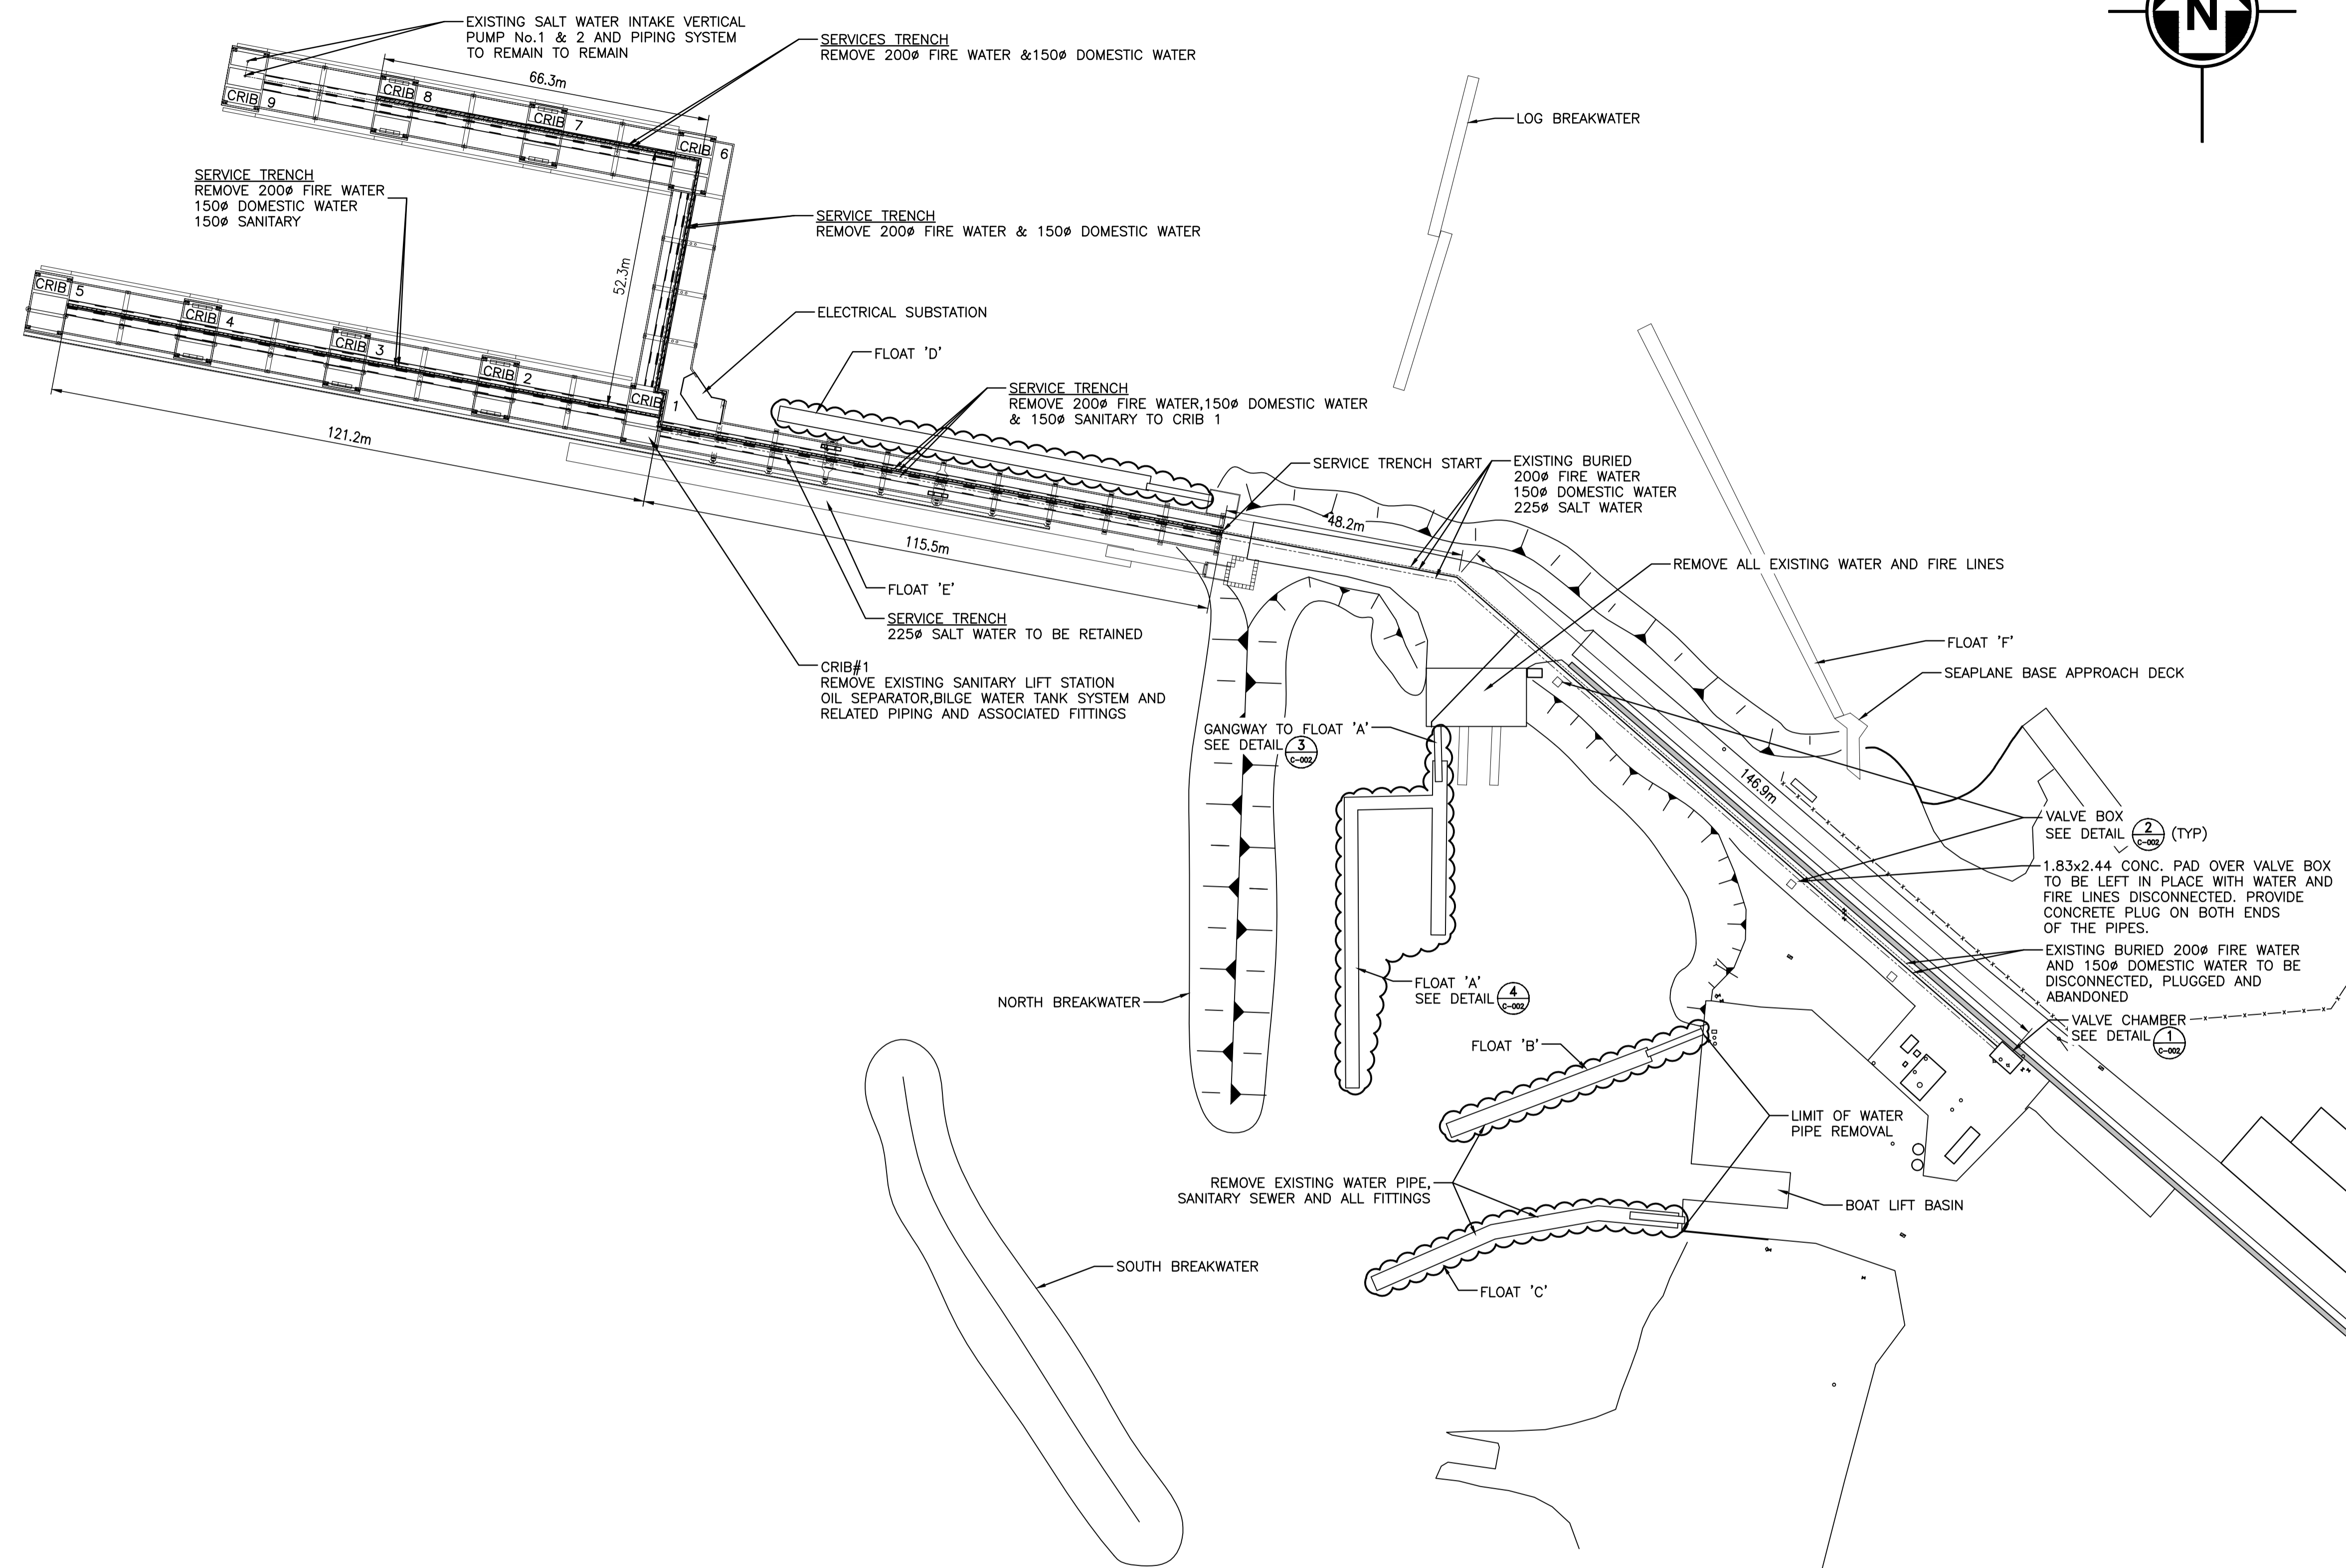 N
EXISTING SALT WATER INTAKE VERTICAL
PUMP No.1 & 2 AND PIPING SYSTEM
TO REMAIN TO REMAIN
SERVICES TRENCH
REMOVE 200ø FIRE WATER &150ø DOMESTIC WATER
66.3m
CRIB 9
CRIB 8
CRIB 7
CRIB 6
LOG BREAKWATER
SERVICE TRENCH
REMOVE 200ø FIRE WATER
150ø DOMESTIC WATER
150ø SANITARY
SERVICE TRENCH
REMOVE 200ø FIRE WATER & 150ø DOMESTIC WATER
52.3m
CRIB 5
CRIB 4
CRIB 3
CRIB 2
CRIB 1
ELECTRICAL SUBSTATION
FLOAT 'D'
SERVICE TRENCH
REMOVE 200ø FIRE WATER,150ø DOMESTIC WATER
& 150ø SANITARY TO CRIB 1
121.2m
SERVICE TRENCH START
EXISTING BURIED
200ø FIRE WATER
150ø DOMESTIC WATER
225ø SALT WATER
48.2m
115.5m
REMOVE ALL EXISTING WATER AND FIRE LINES
FLOAT 'E'
SERVICE TRENCH
225ø SALT WATER TO BE RETAINED
FLOAT 'F'
CRIB#1
REMOVE EXISTING SANITARY LIFT STATION
OIL SEPARATOR,BILGE WATER TANK SYSTEM AND
RELATED PIPING AND ASSOCIATED FITTINGS
SEAPLANE BASE APPROACH DECK
GANGWAY TO FLOAT 'A'
SEE DETAIL 3
C-002
146.9m
VALVE BOX
SEE DETAIL 2 (TYP)
C-002
1.83x2.44 CONC. PAD OVER VALVE BOX
TO BE LEFT IN PLACE WITH WATER AND
FIRE LINES DISCONNECTED. PROVIDE
CONCRETE PLUG ON BOTH ENDS
OF THE PIPES.
EXISTING BURIED 200ø FIRE WATER
AND 150ø DOMESTIC WATER TO BE
DISCONNECTED, PLUGGED AND
ABANDONED
NORTH BREAKWATER
FLOAT 'A'
SEE DETAIL 4
C-002
VALVE CHAMBER
SEE DETAIL 1
C-002
FLOAT 'B'
LIMIT OF WATER
PIPE REMOVAL
REMOVE EXISTING WATER PIPE,
SANITARY SEWER AND ALL FITTINGS
BOAT LIFT BASIN
SOUTH BREAKWATER
FLOAT 'C'